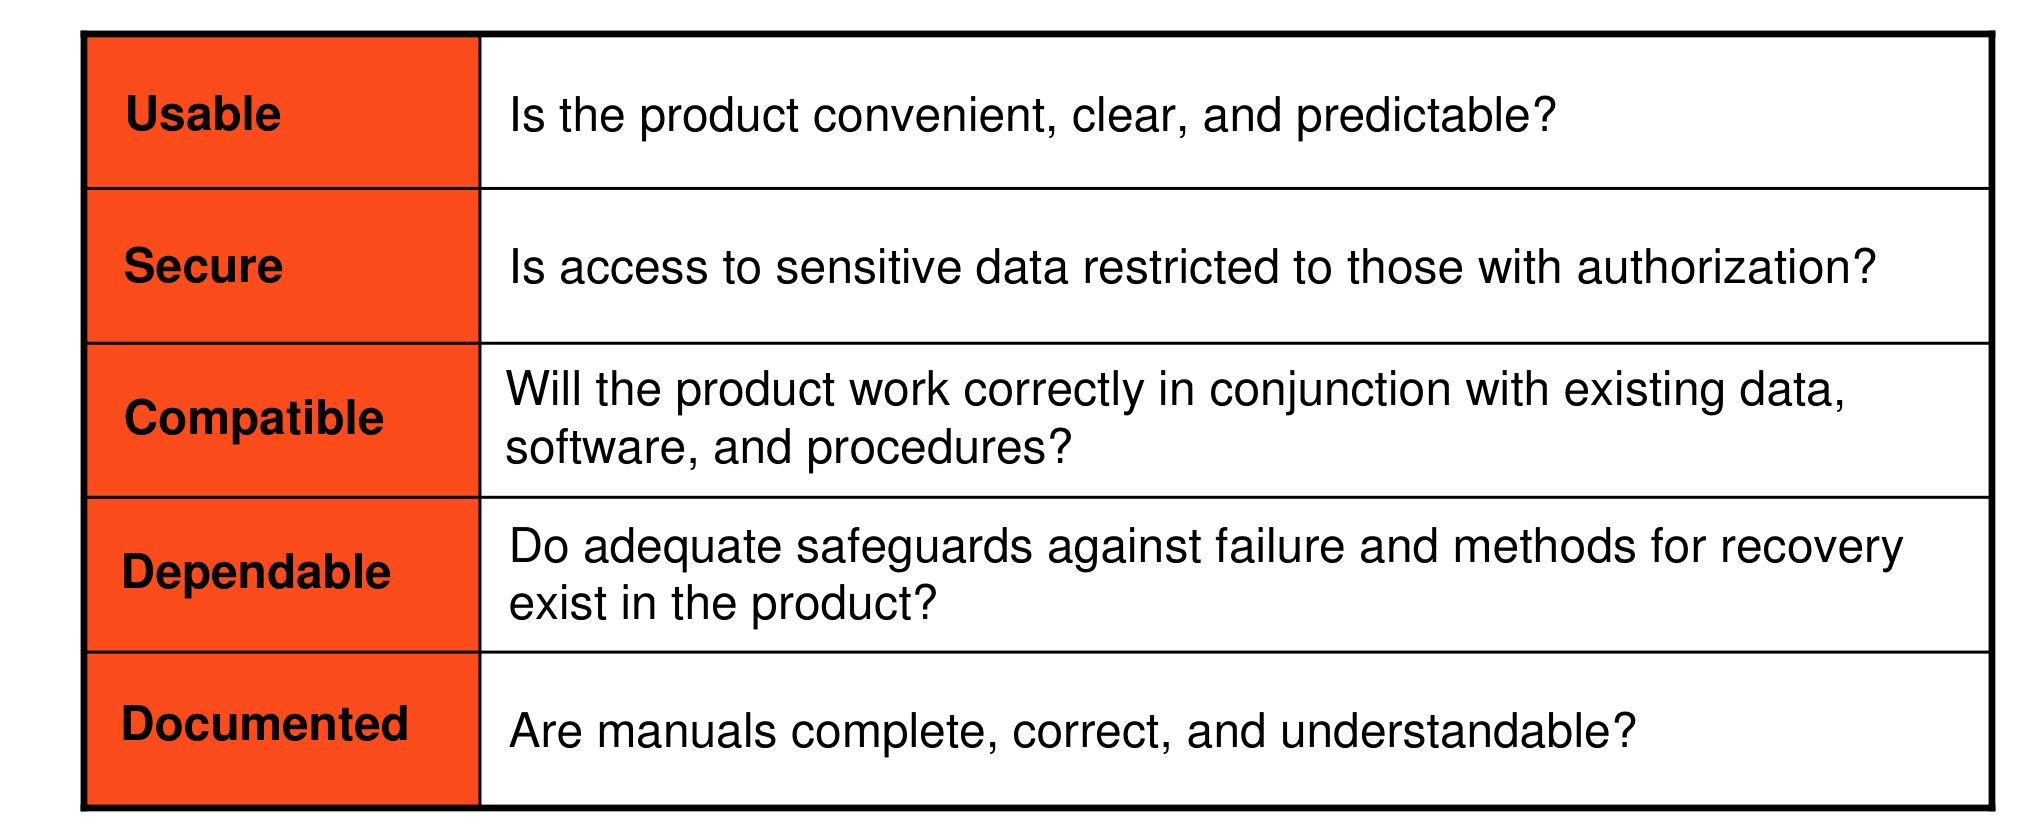 Usable
Is the product convenient, clear, and predictable?
Secure
Is access to sensitive data restricted to those with authorization?
Compatible
Will the product work correctly in conjunction with existing data,
software, and procedures?
Dependable
Do adequate safeguards against failure and methods for recovery
exist in the product?
Documented
Are manuals complete, correct, and understandable?